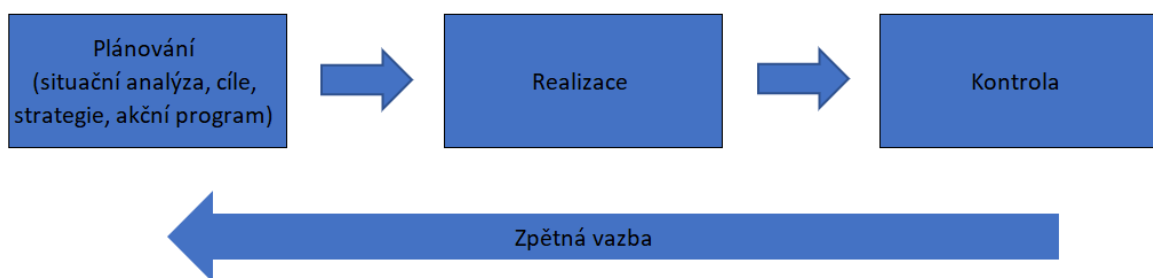 Plánování
(situační analýza, cíle,
strategie, akční program)
Realizace
Kontrola
Zpětná vazba